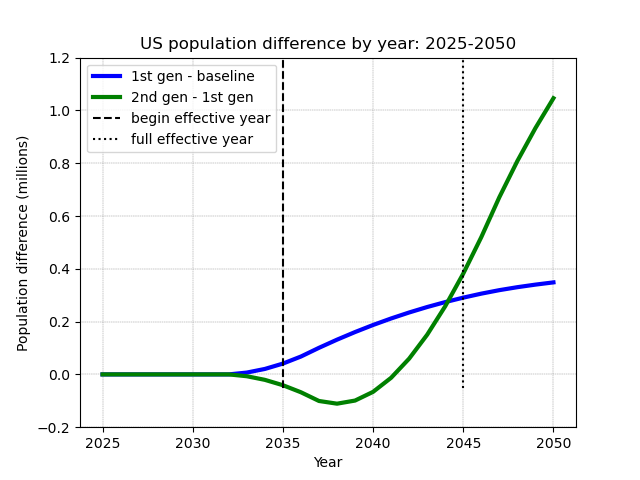 US population difference by year: 2025-2050
1st gen - baseline
2nd gen - 1st gen
begin effective year
full effective year
1.2
1.0
0.8
0.6
0.4
0.2
0.0
−0.2
Population difference (millions)
2025 2030 2035 2040 2045 2050
Year